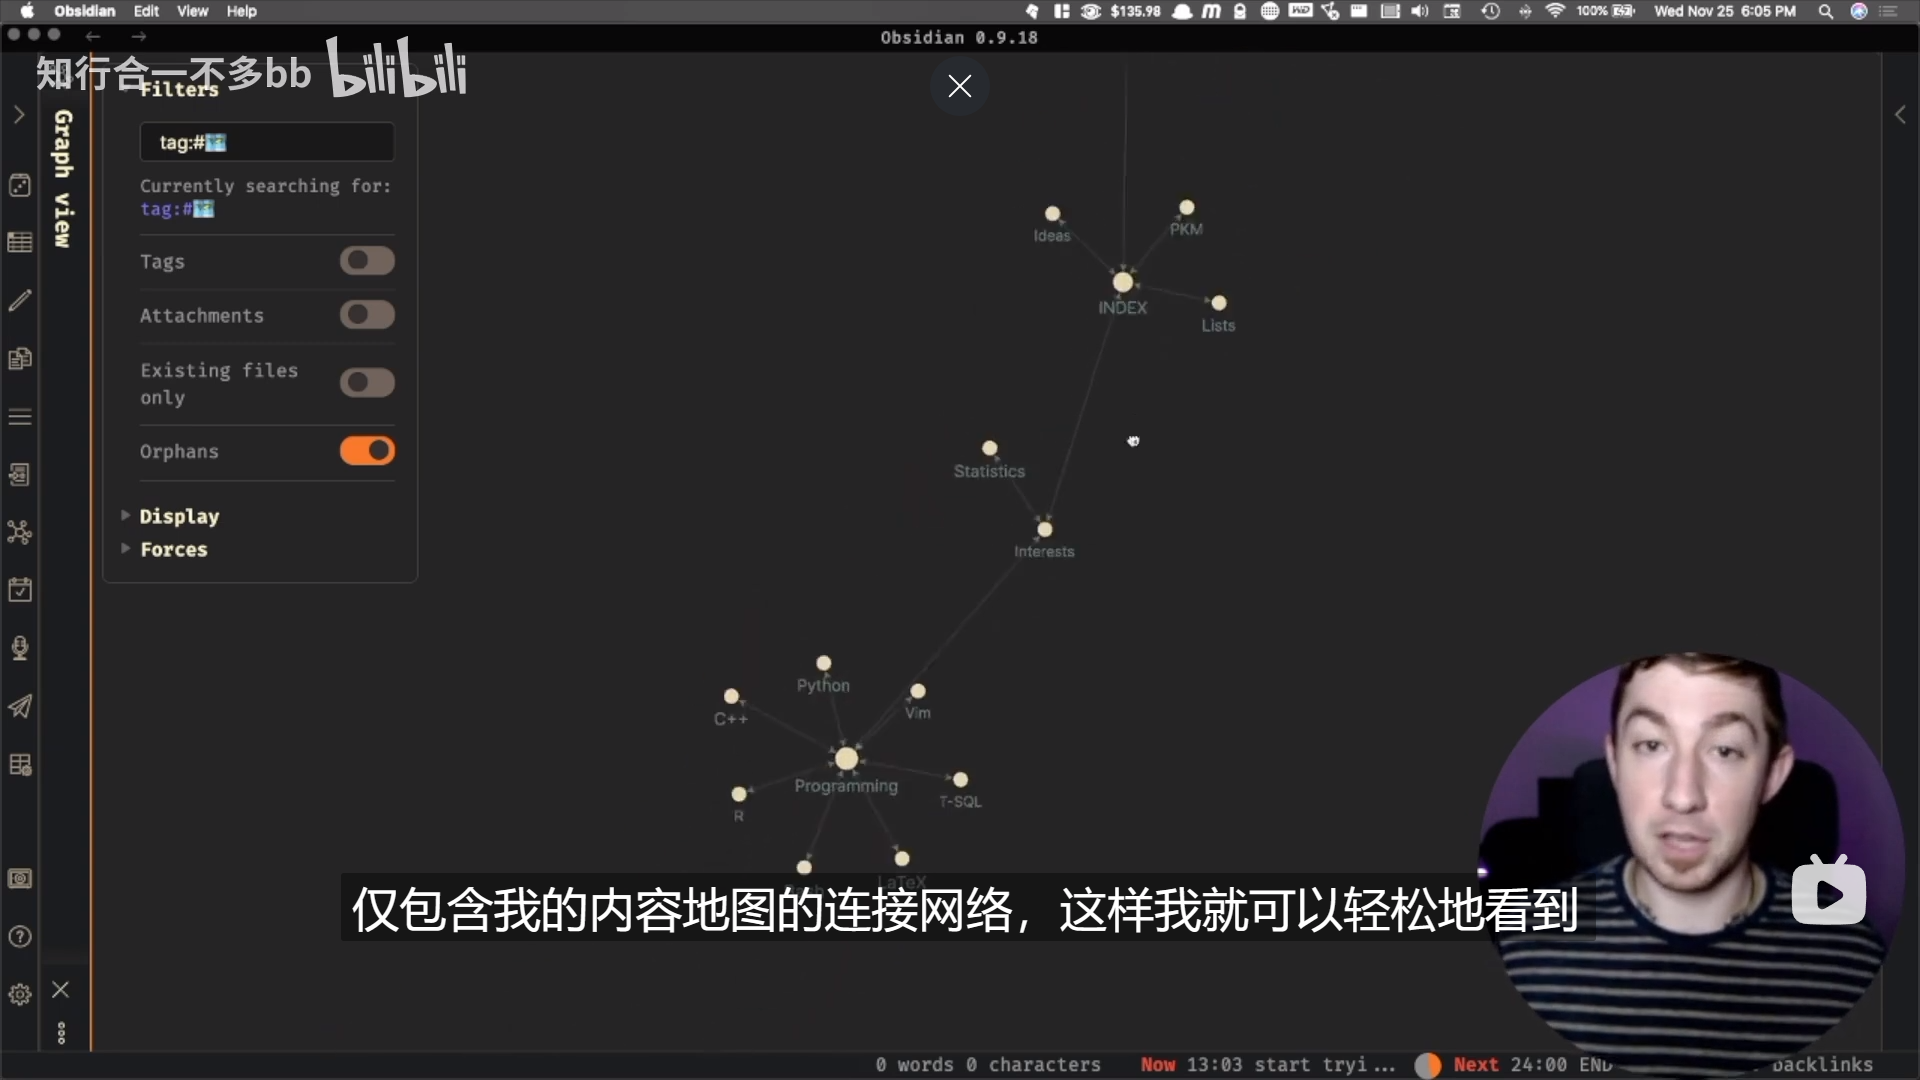 Obsidian Edit View Help
$135.98
100%
Wed Nov 25 6:05 PM
Obsidian 0.9.18
知行合一不多bb bilibili
Graph view
Filters
tag:#
Currently searching for:
tag:#
Tags
Attachments
Existing files
only
Orphans
Display
Forces
Ideas
PKM
INDEX
Lists
Statistics
Interests
Python
C++
Vim
Programming
T-SQL
R
LaTeX
仅包含我的内容地图的连接网络，这样我就可以轻松地看到
0 words 0 characters
Now 13:03 start tryi...
Next 24:00 END
backlinks